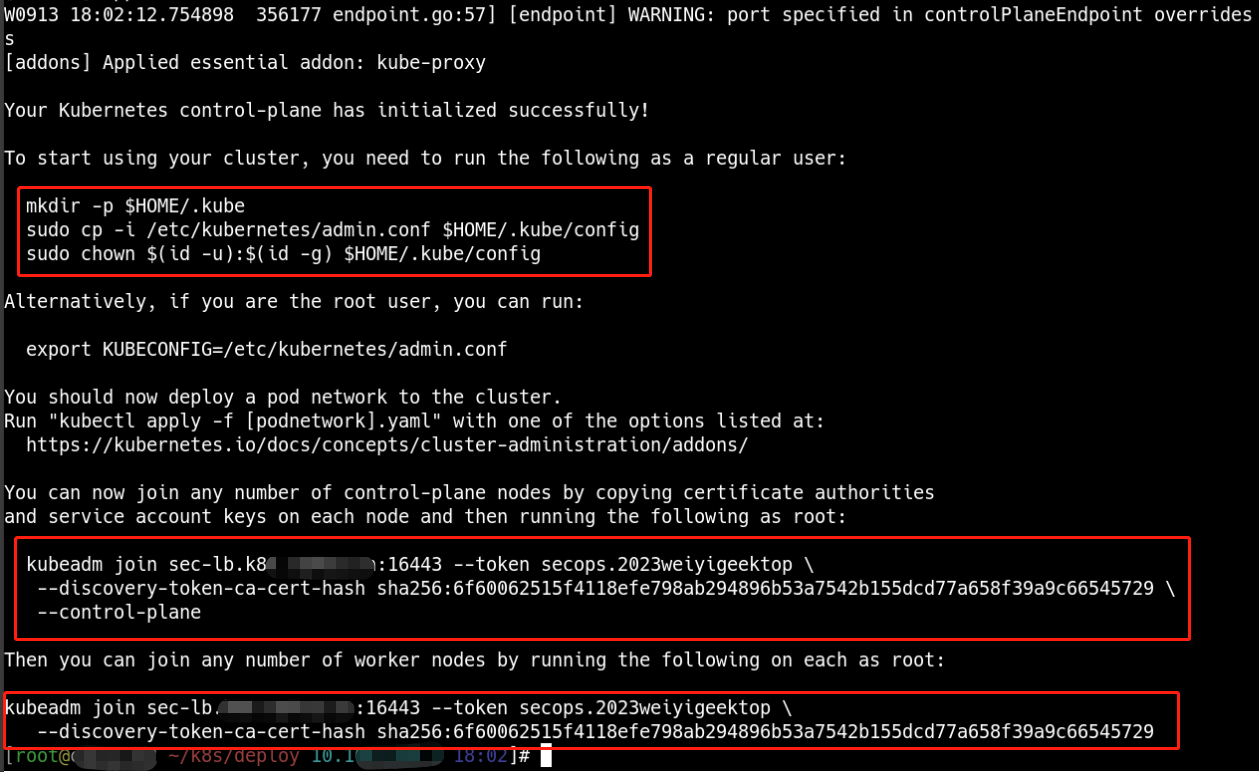 W0913 18:02:12.754898  356177 endpoint.go:57] [endpoint] WARNING: port specified in controlPlaneEndpoint overrides
s
[addons] Applied essential addon: kube-proxy
Your Kubernetes control-plane has initialized successfully!
To start using your cluster, you need to run the following as a regular user:
mkdir -p $HOME/.kube
sudo cp -i /etc/kubernetes/admin.conf $HOME/.kube/config
sudo chown $(id -u):$(id -g) $HOME/.kube/config
Alternatively, if you are the root user, you can run:
export KUBECONFIG=/etc/kubernetes/admin.conf
You should now deploy a pod network to the cluster.
Run "kubectl apply -f [podnetwork].yaml" with one of the options listed at:
https://kubernetes.io/docs/concepts/cluster-administration/addons/
You can now join any number of control-plane nodes by copying certificate authorities
and service account keys on each node and then running the following as root:
kubeadm join sec-lb.k8 :16443 --token secops.2023weiyigeektop \
--discovery-token-ca-cert-hash sha256:6f60062515f4118efe798ab294896b53a7542b155dcd77a658f39a9c66545729 \
--control-plane
Then you can join any number of worker nodes by running the following on each as root:
kubeadm join sec-lb. :16443 --token secops.2023weiyigeektop \
--discovery-token-ca-cert-hash sha256:6f60062515f4118efe798ab294896b53a7542b155dcd77a658f39a9c66545729
[root@ ~/k8s/deploy 10.1 18:02]#